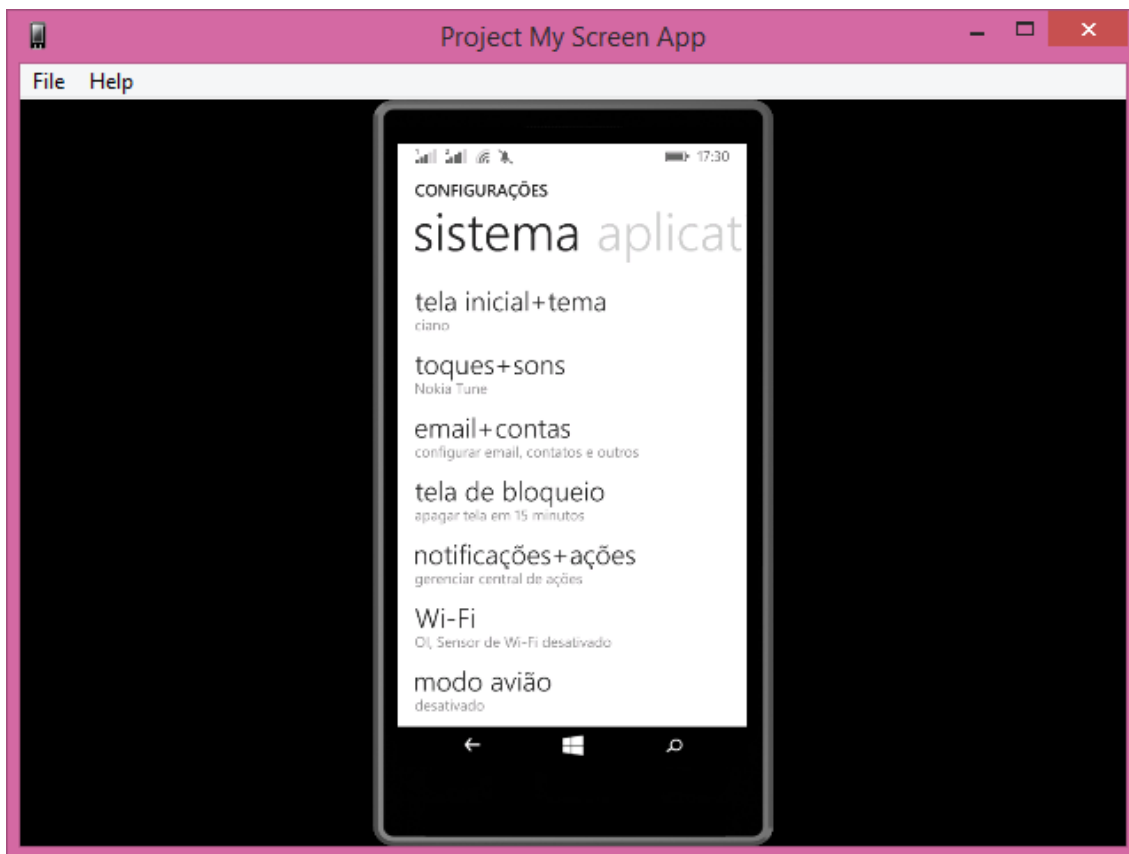 Project My Screen App
File Help
17:30
CONFIGURAÇÕES
sistema aplicat
tela inicial+tema
ciano
toques+sons
Nokia Tune
email+contas
configurar email, contatos e outros
tela de bloqueio
apagar tela em 15 minutos
notificações+ações
gerenciar central de ações
Wi-Fi
OI, Sensor de Wi-Fi desativado
modo avião
desativado